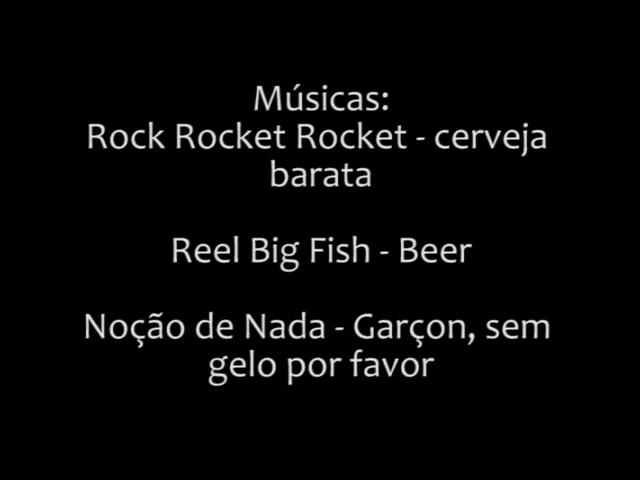 Músicas:
Rock Rocket Rocket - cerveja
barata
Reel Big Fish - Beer
Noção de Nada - Garçon, sem
gelo por favor